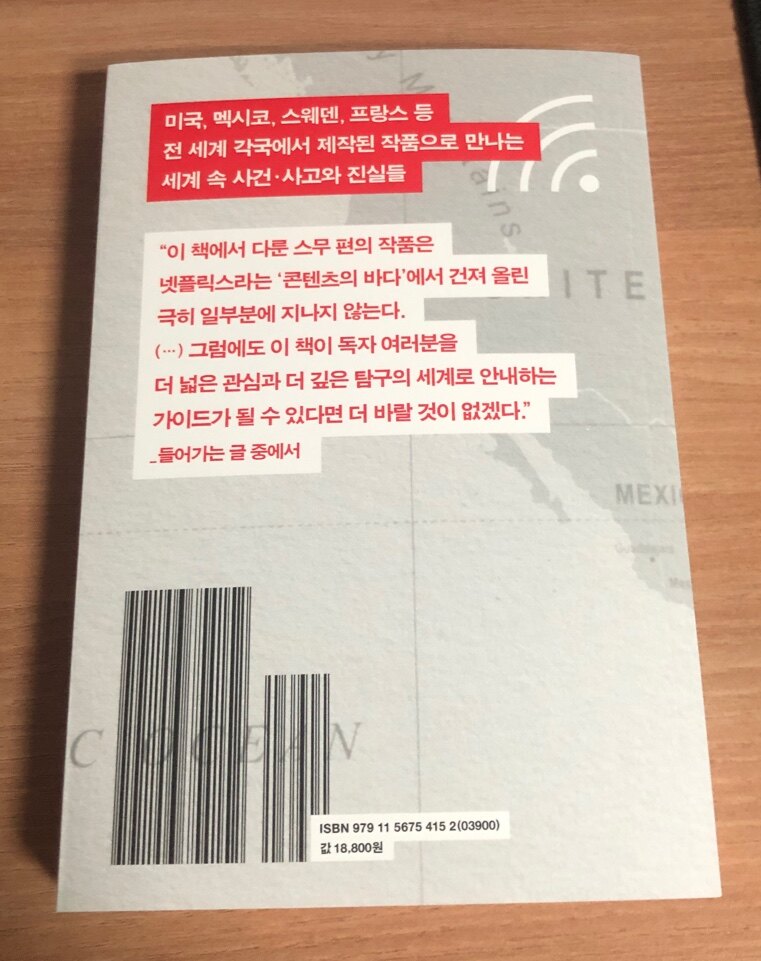 미국, 멕시코, 스웨덴, 프랑스 등
전 세계 각국에서 제작된 작품으로 만나는
세계 속 사건·사고와 진실들
“이 책에서 다룬 스무 편의 작품은
넷플릭스라는 ‘콘텐츠의 바다’에서 건져 올린
극히 일부분에 지나지 않는다.
(…) 그럼에도 이 책이 독자 여러분을
더 넓은 관심과 더 깊은 탐구의 세계로 안내하는
가이드가 될 수 있다면 더 바랄 것이 없겠다.”
_들어가는 글 중에서
ITE
MEXI
C OCEAN
ISBN 979 11 5675 415 2(03900)
값 18,800원